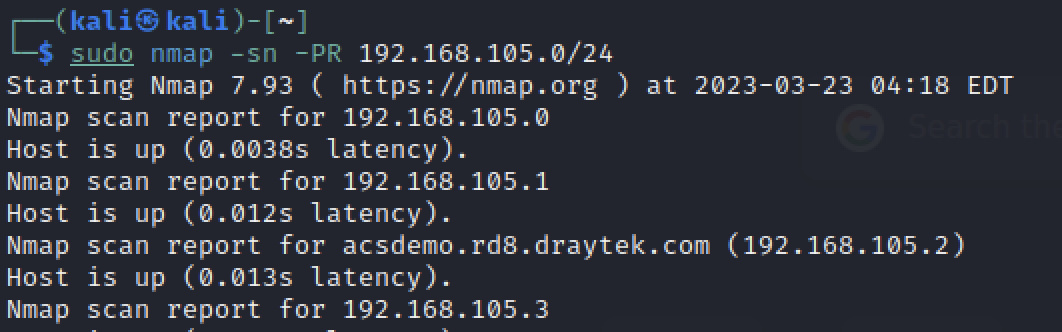 ┌──(kali㉿kali)-[~]
└─$ sudo nmap -sn -PR 192.168.105.0/24
Starting Nmap 7.93 ( https://nmap.org ) at 2023-03-23 04:18 EDT
Nmap scan report for 192.168.105.0
Host is up (0.0038s latency).
Search the
Nmap scan report for 192.168.105.1
Host is up (0.012s latency).
Nmap scan report for acsdemo.rd8.draytek.com (192.168.105.2)
Host is up (0.013s latency).
Nmap scan report for 192.168.105.3